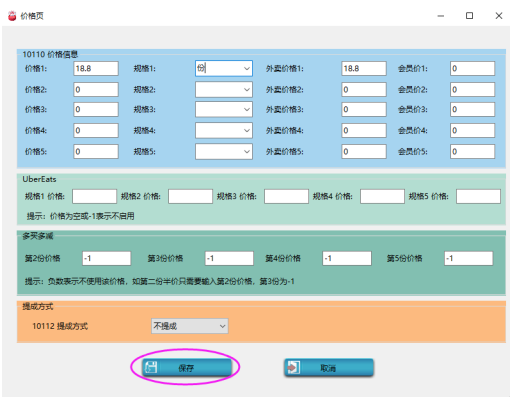 价格页
10110 价格信息
价格1: 18.8 规格1: 份 外卖价格1: 18.8 会员价1: 0
价格2: 0 规格2: 外卖价格2: 0 会员价2: 0
价格3: 0 规格3: 外卖价格3: 0 会员价3: 0
价格4: 0 规格4: 外卖价格4: 0 会员价4: 0
价格5: 0 规格5: 外卖价格5: 0 会员价5: 0
UberEats
规格1 价格: 规格2 价格: 规格3 价格: 规格4 价格: 规格5 价格:
提示：价格为空或-1表示不启用
多买多减
第2份价格 -1 第3份价格 -1 第4份价格 -1 第5份价格 -1
提示：负数表示不使用该价格，如第二份半价只需要输入第2份价格，第3份为-1
提成方式
10112 提成方式 不提成
保存 取消